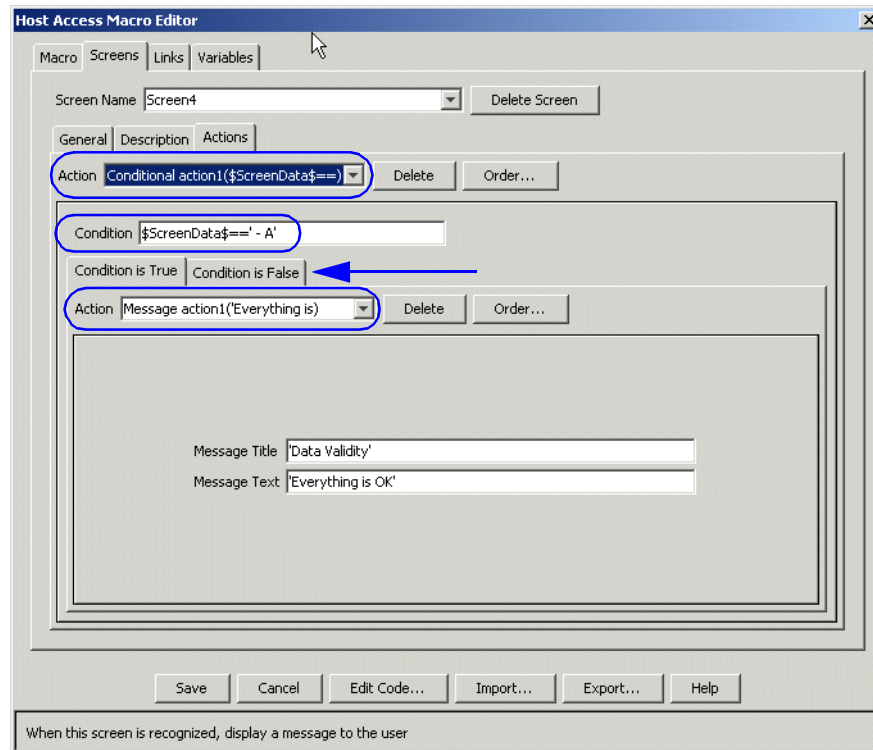 Host Access Macro Editor
Macro Screens Links Variables
Screen Name Screen4 Delete Screen
General Description Actions
Action Conditional action1($ScreenData$==) Delete Order...
Condition $ScreenData$==' - A'
Condition is True Condition is False
Action Message action1('Everything is) Delete Order...
Message Title 'Data Validity'
Message Text 'Everything is OK'
Save Cancel Edit Code... Import... Export... Help
When this screen is recognized, display a message to the user